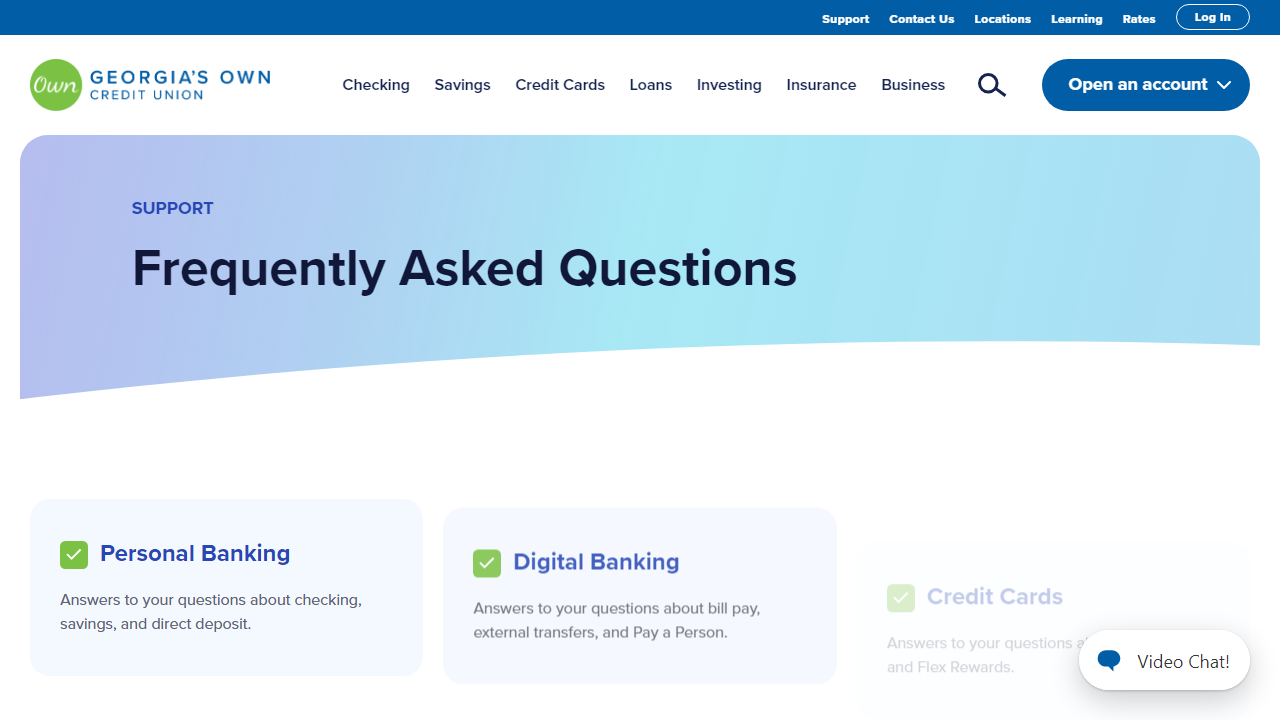 Support Contact Us Locations Learning Rates Log In
Own GEORGIA'S OWN
CREDIT UNION
Checking Savings Credit Cards Loans Investing Insurance Business Open an account
SUPPORT
Frequently Asked Questions
Personal Banking
Answers to your questions about checking,
savings, and direct deposit.
Digital Banking
Answers to your questions about bill pay,
external transfers, and Pay a Person.
Credit Cards
Answers to your questions
and Flex Rewards.
Video Chat!